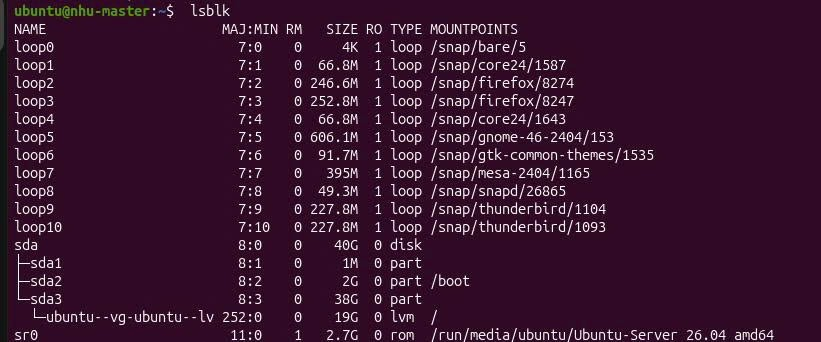 ubuntu@nhu-master:~$ lsblk
NAME MAJ:MIN RM SIZE RO TYPE MOUNTPOINTS
loop0 7:0 0 4K 1 loop /snap/bare/5
loop1 7:1 0 66.8M 1 loop /snap/core24/1587
loop2 7:2 0 246.6M 1 loop /snap/firefox/8274
loop3 7:3 0 252.8M 1 loop /snap/firefox/8247
loop4 7:4 0 66.8M 1 loop /snap/core24/1643
loop5 7:5 0 606.1M 1 loop /snap/gnome-46-2404/153
loop6 7:6 0 91.7M 1 loop /snap/gtk-common-themes/1535
loop7 7:7 0 395M 1 loop /snap/mesa-2404/1165
loop8 7:8 0 49.3M 1 loop /snap/snapd/26865
loop9 7:9 0 227.8M 1 loop /snap/thunderbird/1104
loop10 7:10 0 227.8M 1 loop /snap/thunderbird/1093
sda 8:0 0 40G 0 disk
├─sda1 8:1 0 1M 0 part
├─sda2 8:2 0 2G 0 part /boot
└─sda3 8:3 0 38G 0 part
└─ubuntu--vg-ubuntu--lv 252:0 0 19G 0 lvm /
sr0 11:0 1 2.7G 0 rom /run/media/ubuntu/Ubuntu-Server 26.04 amd64